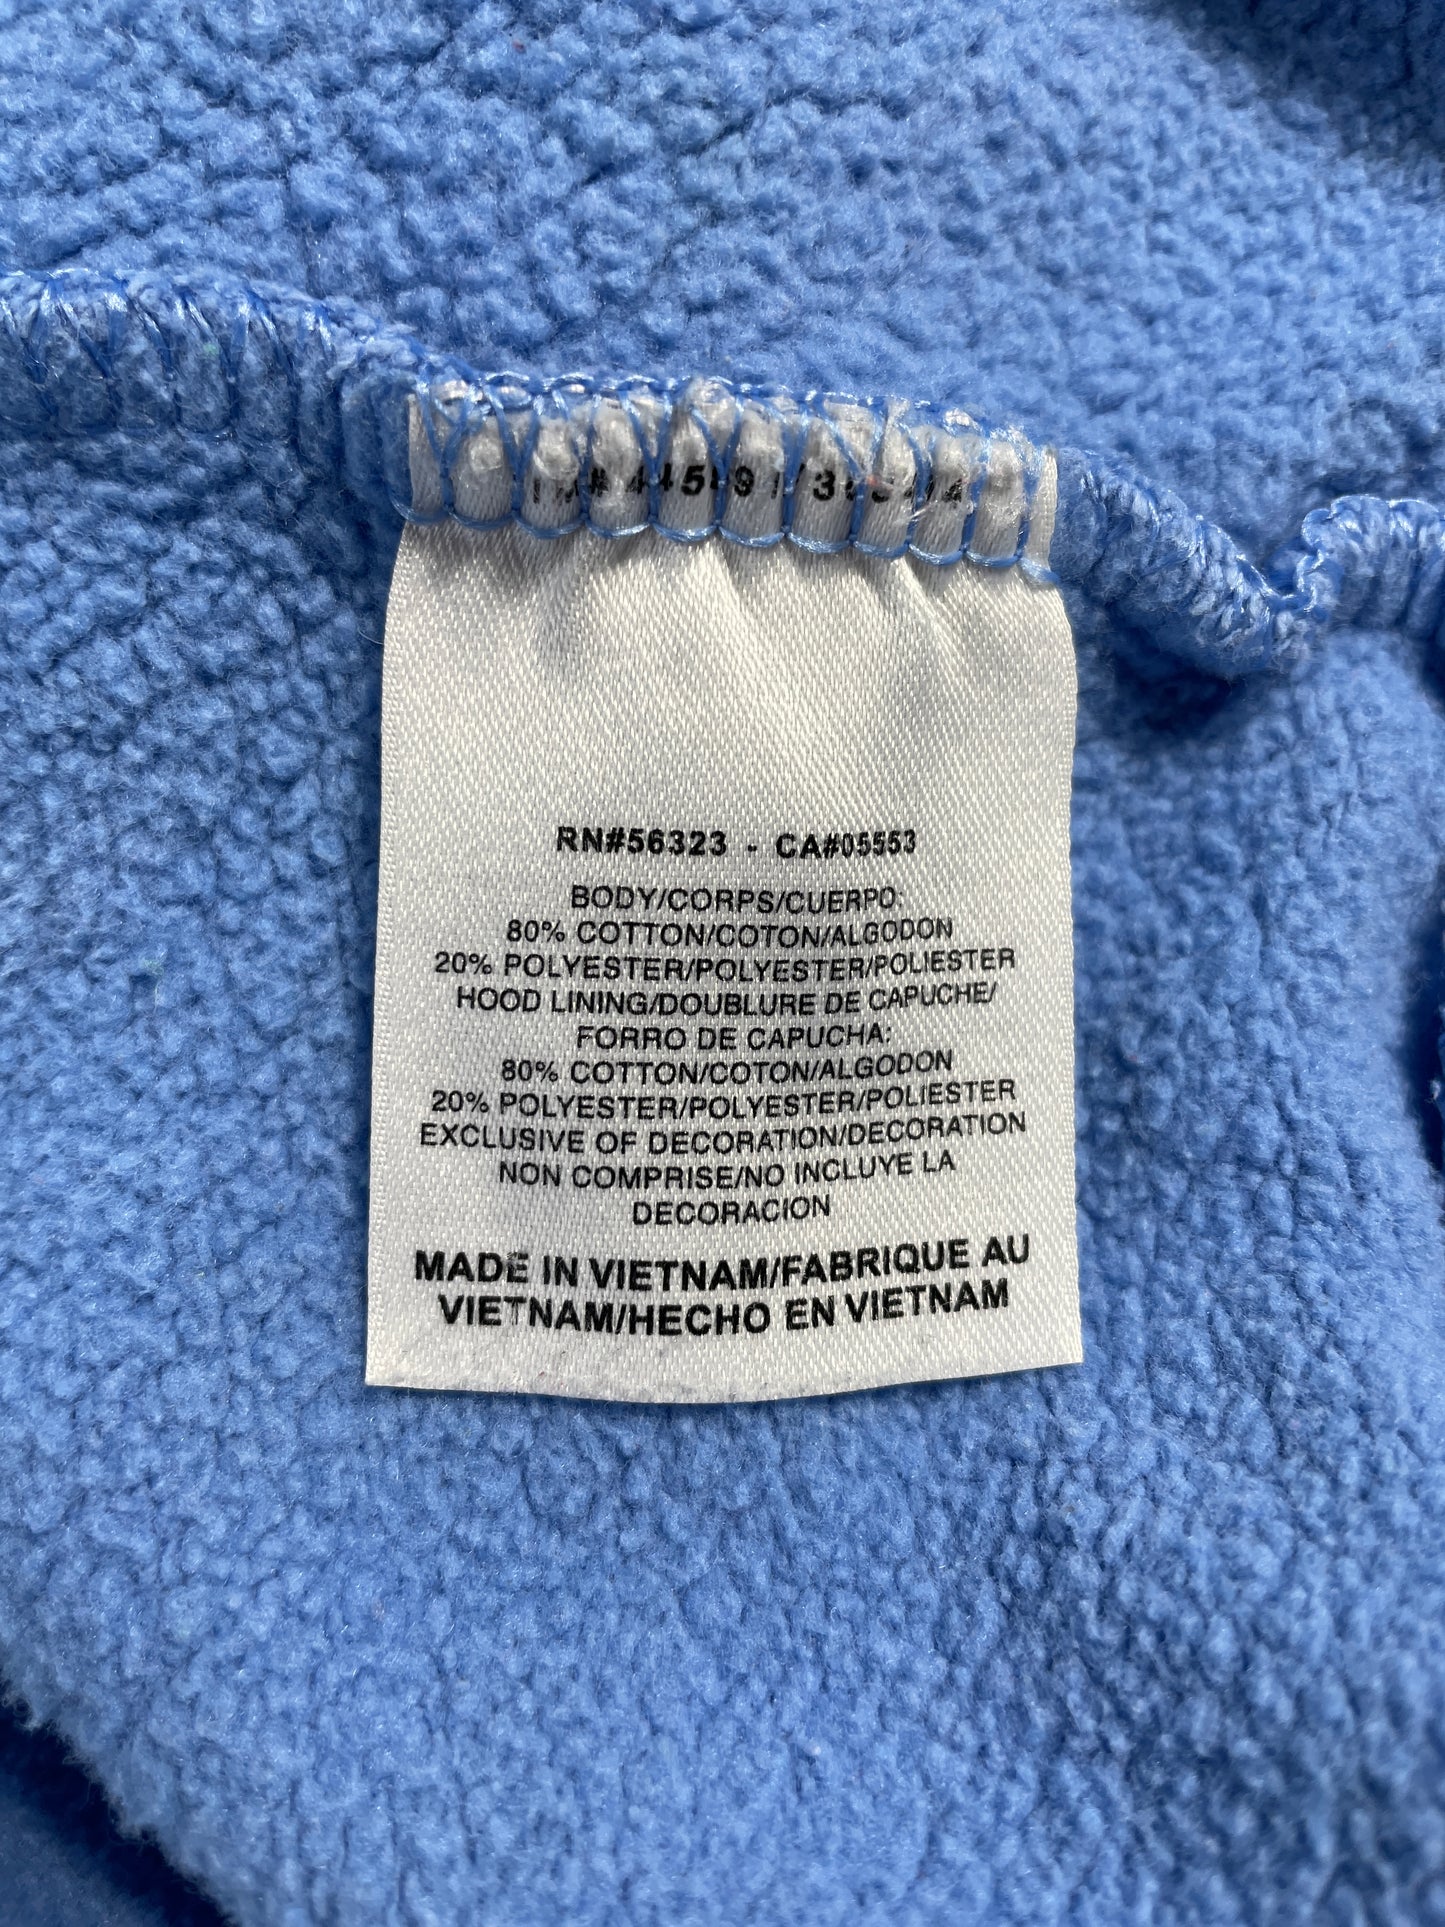 RN#56323 - CA#05553
BODY/CORPS/CUERPO:
80% COTTON/COTON/ALGODON
20% POLYESTER/POLYESTER/POLIESTER
HOOD LINING/DOUBLURE DE CAPUCHE/
FORRO DE CAPUCHA:
80% COTTON/COTON/ALGODON
20% POLYESTER/POLYESTER/POLIESTER
EXCLUSIVE OF DECORATION/DECORATION
NON COMPRISE/NO INCLUYE LA
DECORACION
MADE IN VIETNAM/FABRIQUE AU
VIETNAM/HECHO EN VIETNAM